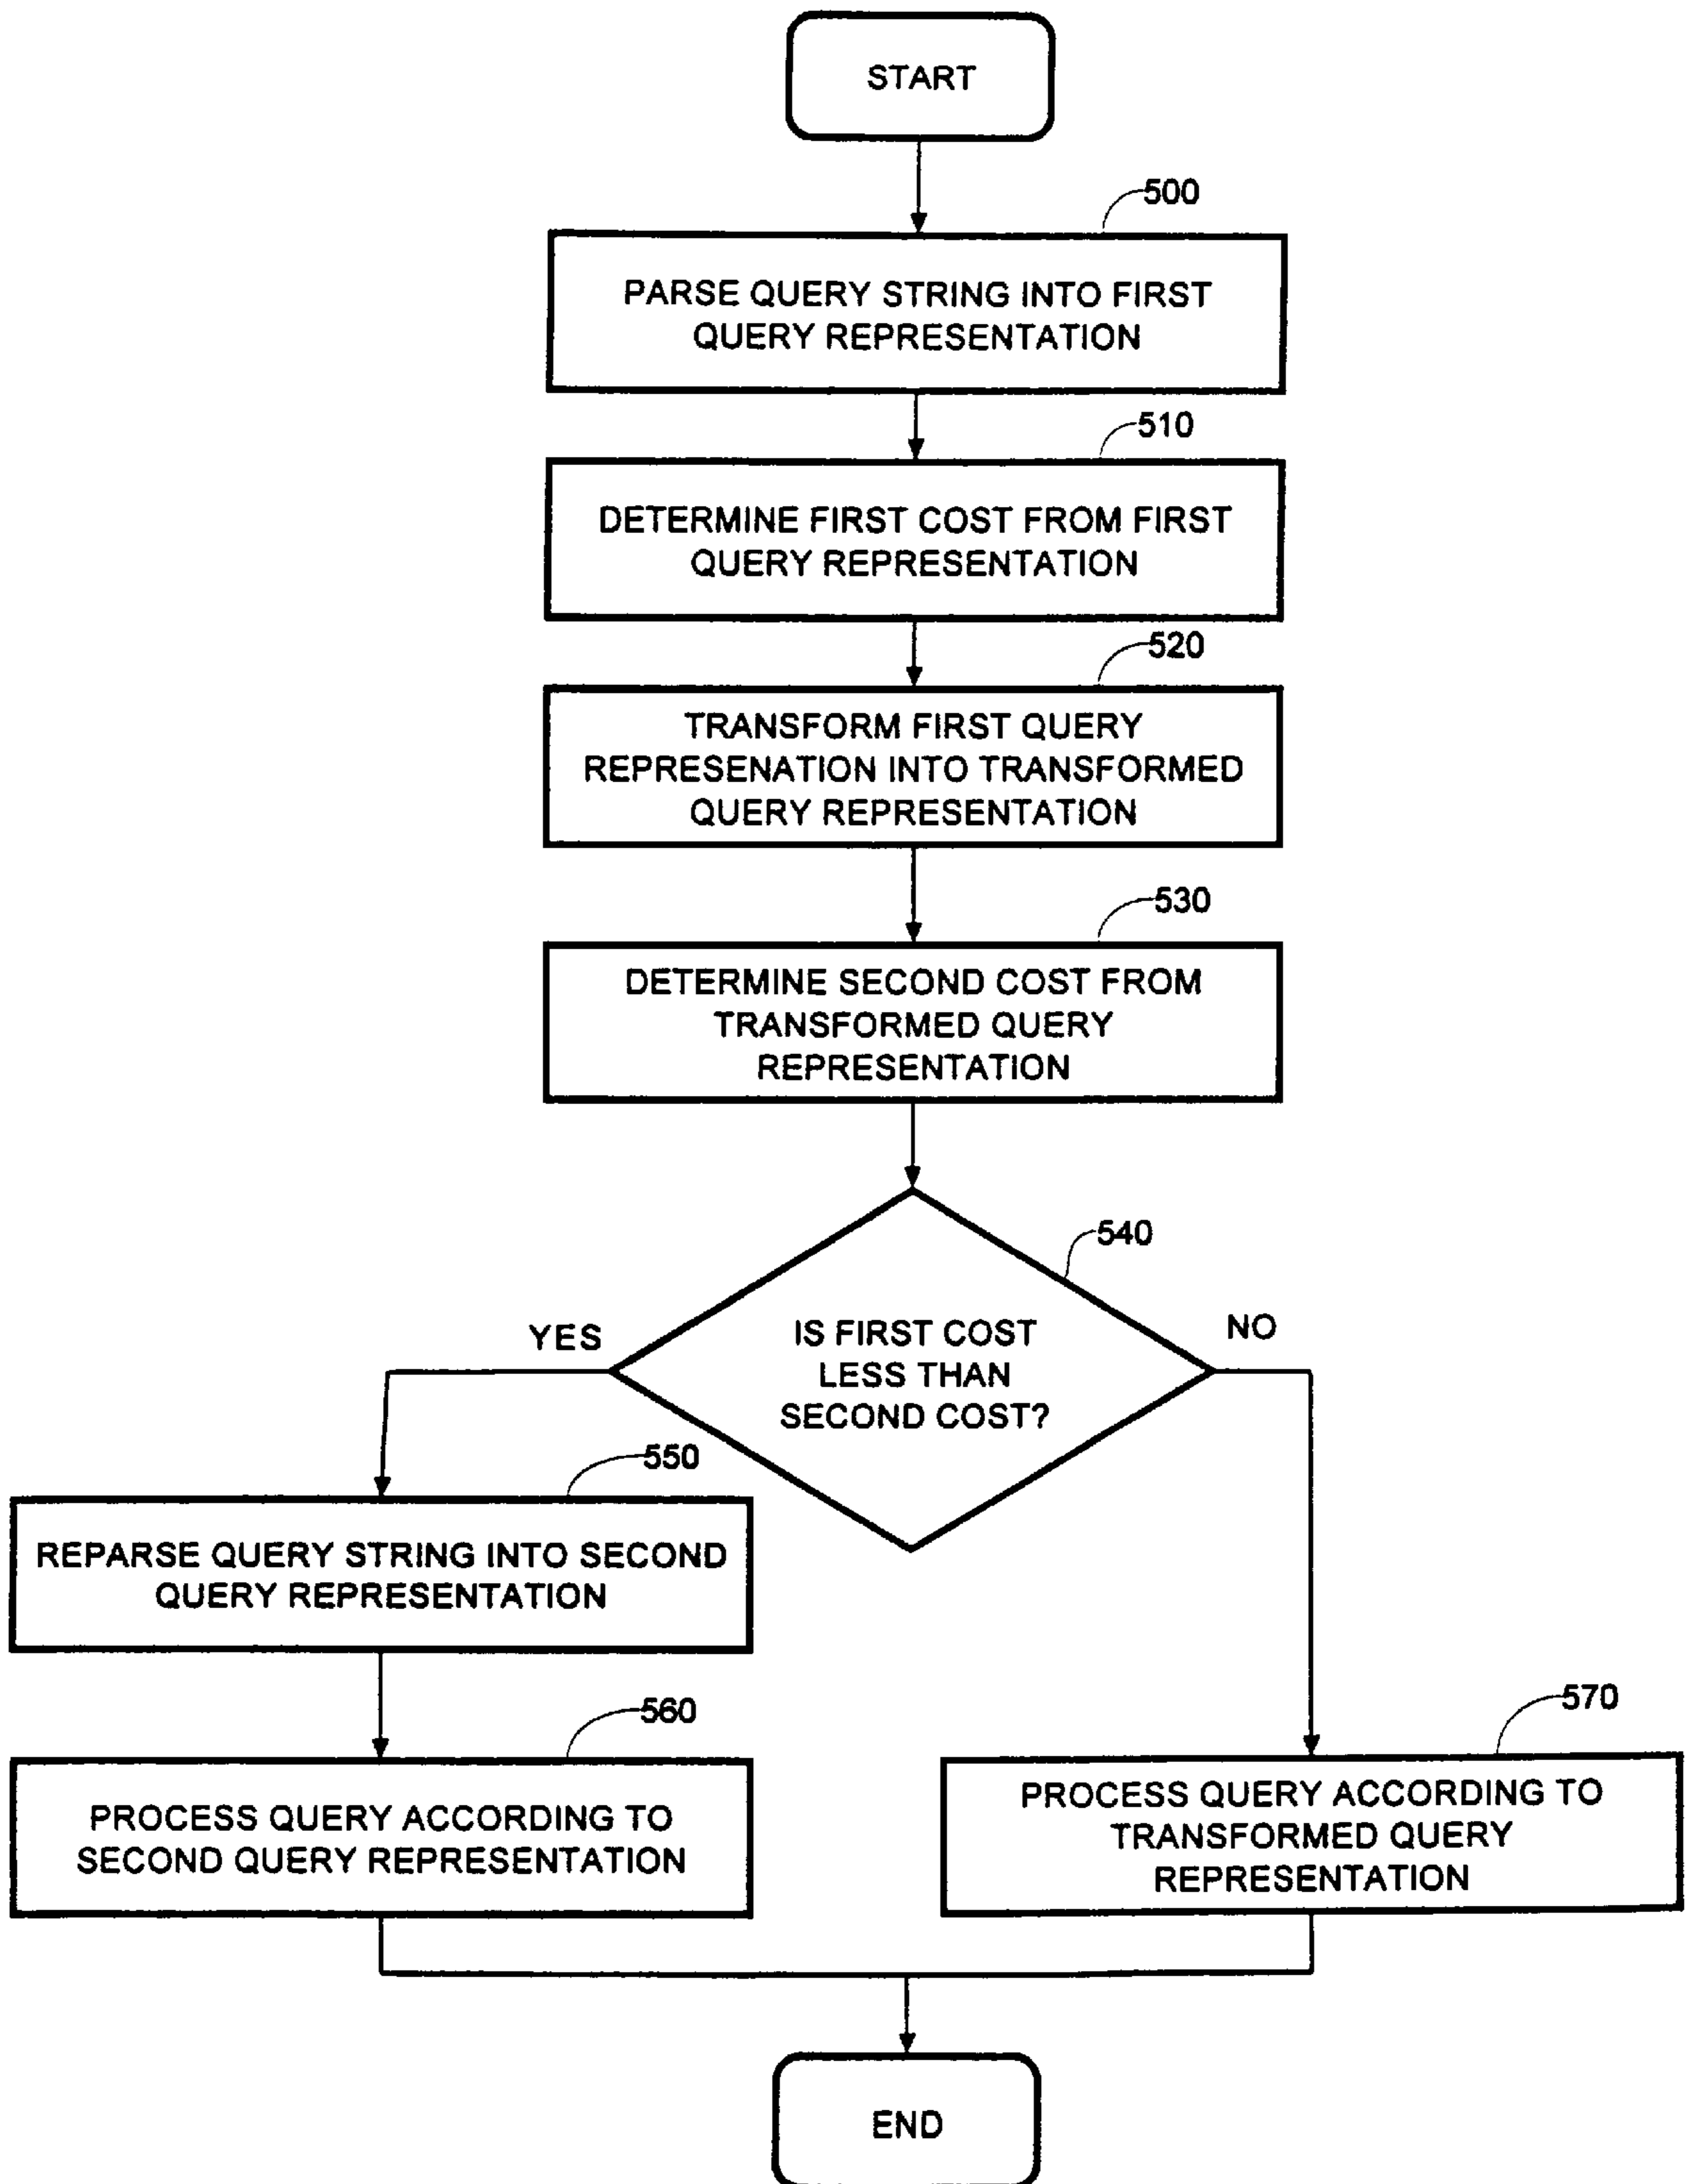 START
500
PARSE QUERY STRING INTO FIRST
QUERY REPRESENTATION
510
DETERMINE FIRST COST FROM FIRST
QUERY REPRESENTATION
520
TRANSFORM FIRST QUERY
REPRESENATION INTO TRANSFORMED
QUERY REPRESENTATION
530
DETERMINE SECOND COST FROM
TRANSFORMED QUERY
REPRESENTATION
540
IS FIRST COST
LESS THAN
SECOND COST?
YES
NO
550
REPARSE QUERY STRING INTO SECOND
QUERY REPRESENTATION
560
PROCESS QUERY ACCORDING TO
SECOND QUERY REPRESENTATION
570
PROCESS QUERY ACCORDING TO
TRANSFORMED QUERY
REPRESENTATION
END